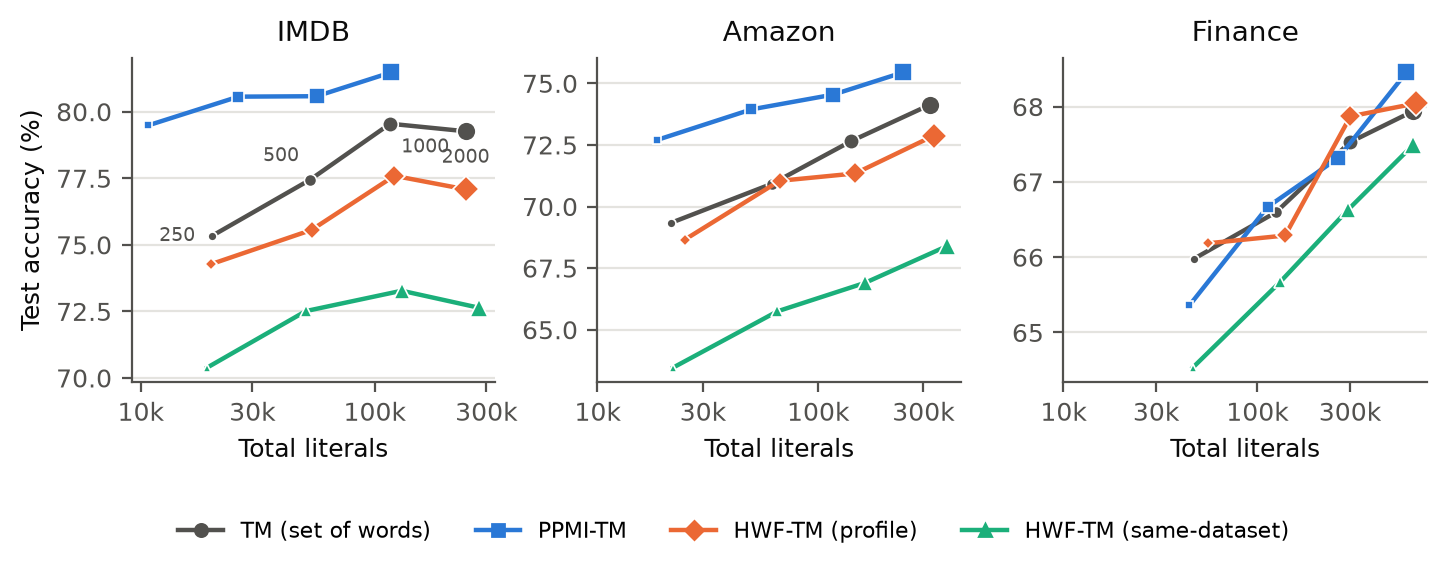 IMDB
Amazon
Finance
Test accuracy (%)
80.0
77.5
75.0
72.5
70.0
250
500
1000
2000
10k 30k 100k 300k
Total literals
75.0
72.5
70.0
67.5
65.0
10k 30k 100k 300k
Total literals
68
67
66
65
10k 30k 100k 300k
Total literals
TM (set of words) PPMI-TM HWF-TM (profile) HWF-TM (same-dataset)